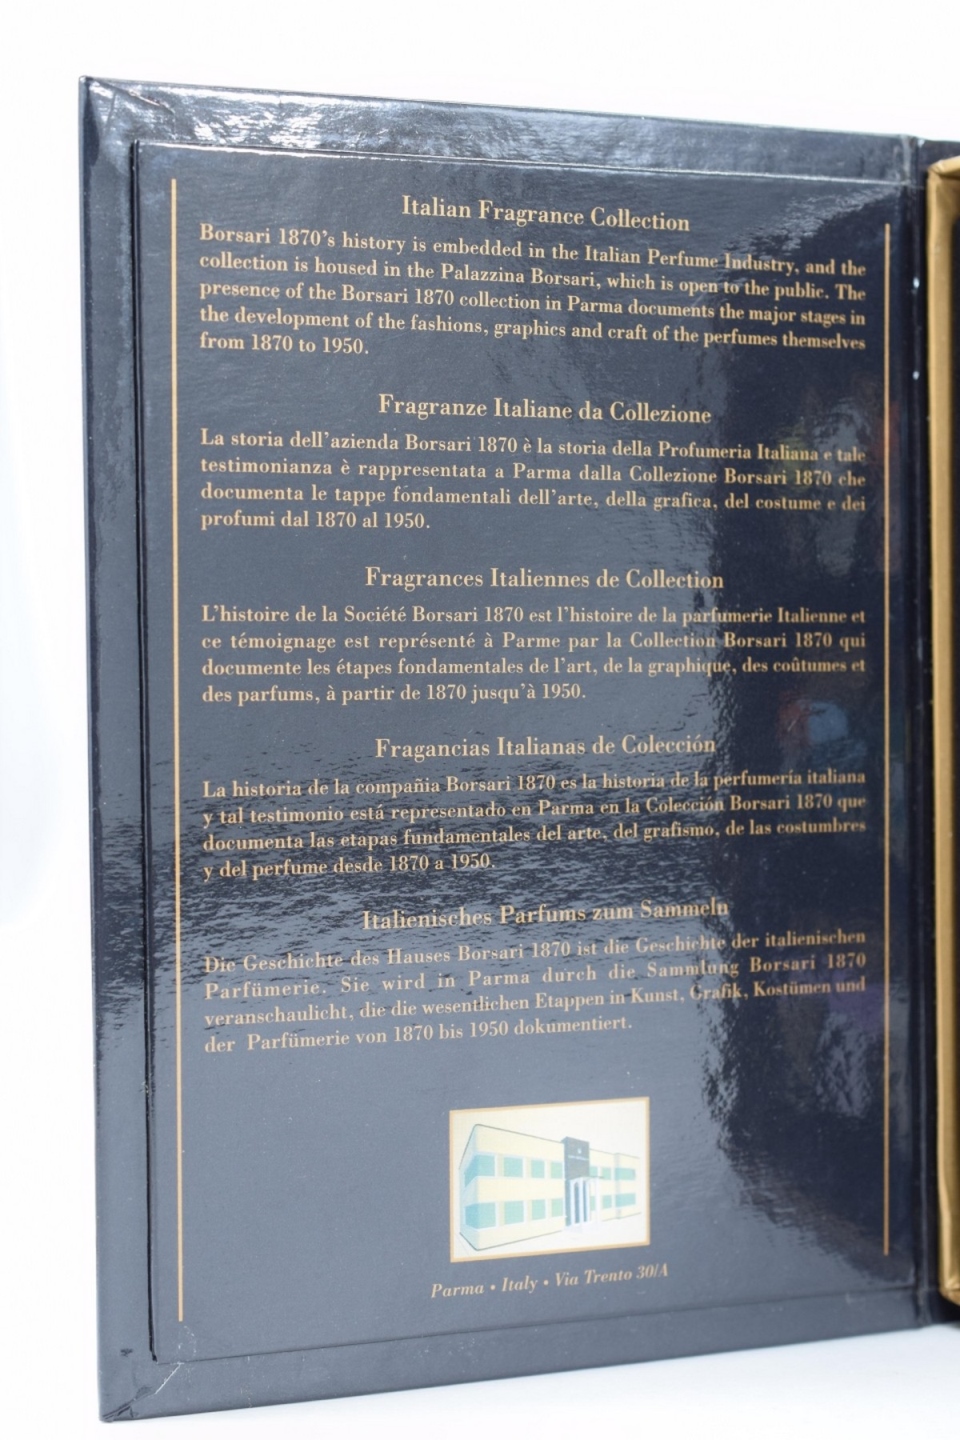 Italian Fragrance Collection
Borsari 1870's history is embedded in the Italian Perfume Industry, and the
collection is housed in the Palazzina Borsari, which is open to the public. The
presence of the Borsari 1870 collection in Parma documents the major stages in
the development of the fashions, graphics and craft of the perfumes themselves
from 1870 to 1950.
Fragranze Italiane da Collezione
La storia dell'azienda Borsari 1870 è la storia della Profumeria Italiana e tale
testimonianza è rappresentata a Parma dalla Collezione Borsari 1870 che
documenta le tappe fondamentali dell'arte, della grafica, del costume e dei
profumi dal 1870 al 1950.
Fragrances Italiennes de Collection
L'histoire de la Société Borsari 1870 est l'histoire de la parfumerie Italienne et
ce témoignage est représenté à Parme par la Collection Borsari 1870 qui
documente les étapes fondamentales de l'art, de la graphique, des coûtumes et
des parfums, à partir de 1870 jusqu'à 1950.
Fragancias Italianas de Colección
La historia de la compañia Borsari 1870 es la historia de la perfumería italiana
y tal testimonio está representado en Parma en la Colección Borsari 1870 que
documenta las etapas fundamentales del arte, del grafismo, de las costumbres
y del perfume desde 1870 a 1950.
Italienisches Parfums zum Sammeln
Die Geschichte des Hauses Borsari 1870 ist die Geschichte der italienischen
Parfümerie. Sie wird in Parma durch die Sammlung Borsari 1870
veranschaulicht, die die wesentlichen Etappen in Kunst, Grafik, Kostümen und
der Parfümerie von 1870 bis 1950 dokumentiert.
Parma • Italy • Via Trento 30/A